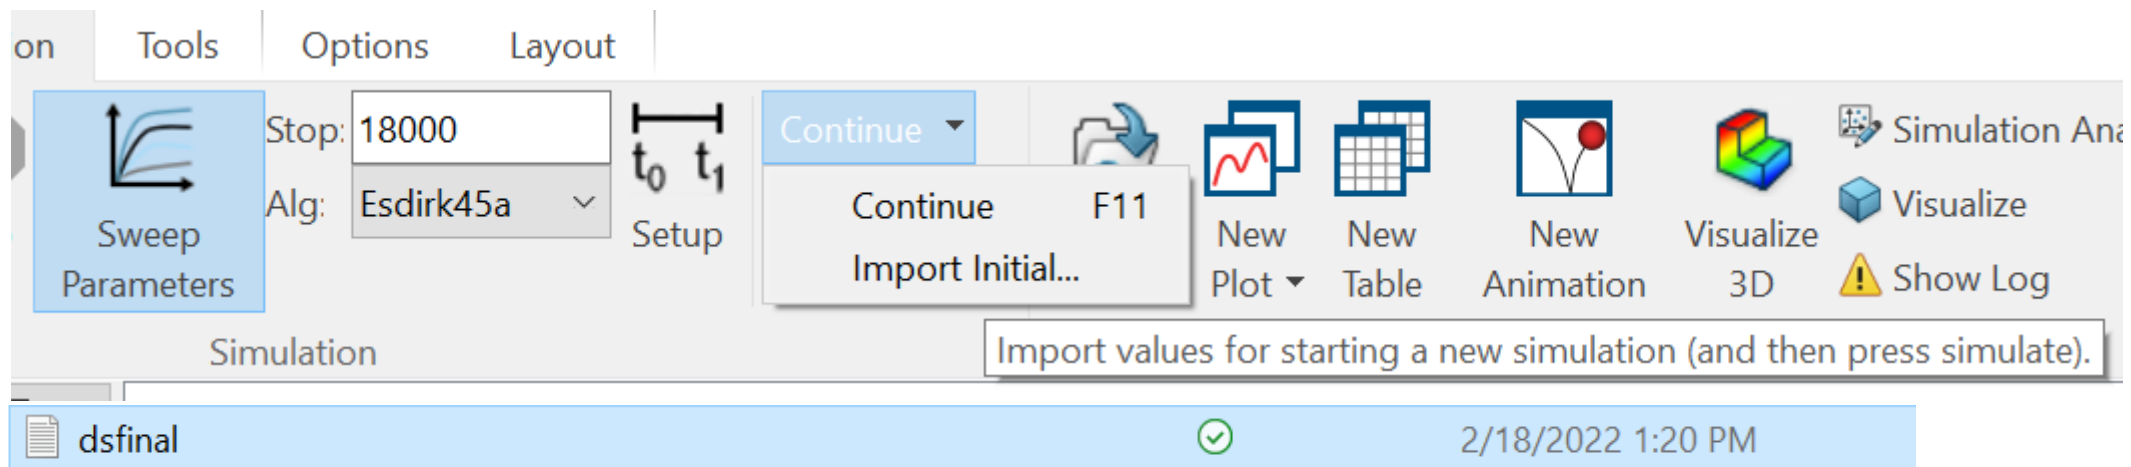 on Tools Options Layout
Stop: 18000
Alg: Esdirk45a
Sweep
Parameters
t0 t1
Setup
Continue
Continue F11
Import Initial...
New
Plot
New
Table
New
Animation
Visualize
3D
Simulation Ana
Visualize
Show Log
Simulation
Import values for starting a new simulation (and then press simulate).
dsfinal 2/18/2022 1:20 PM